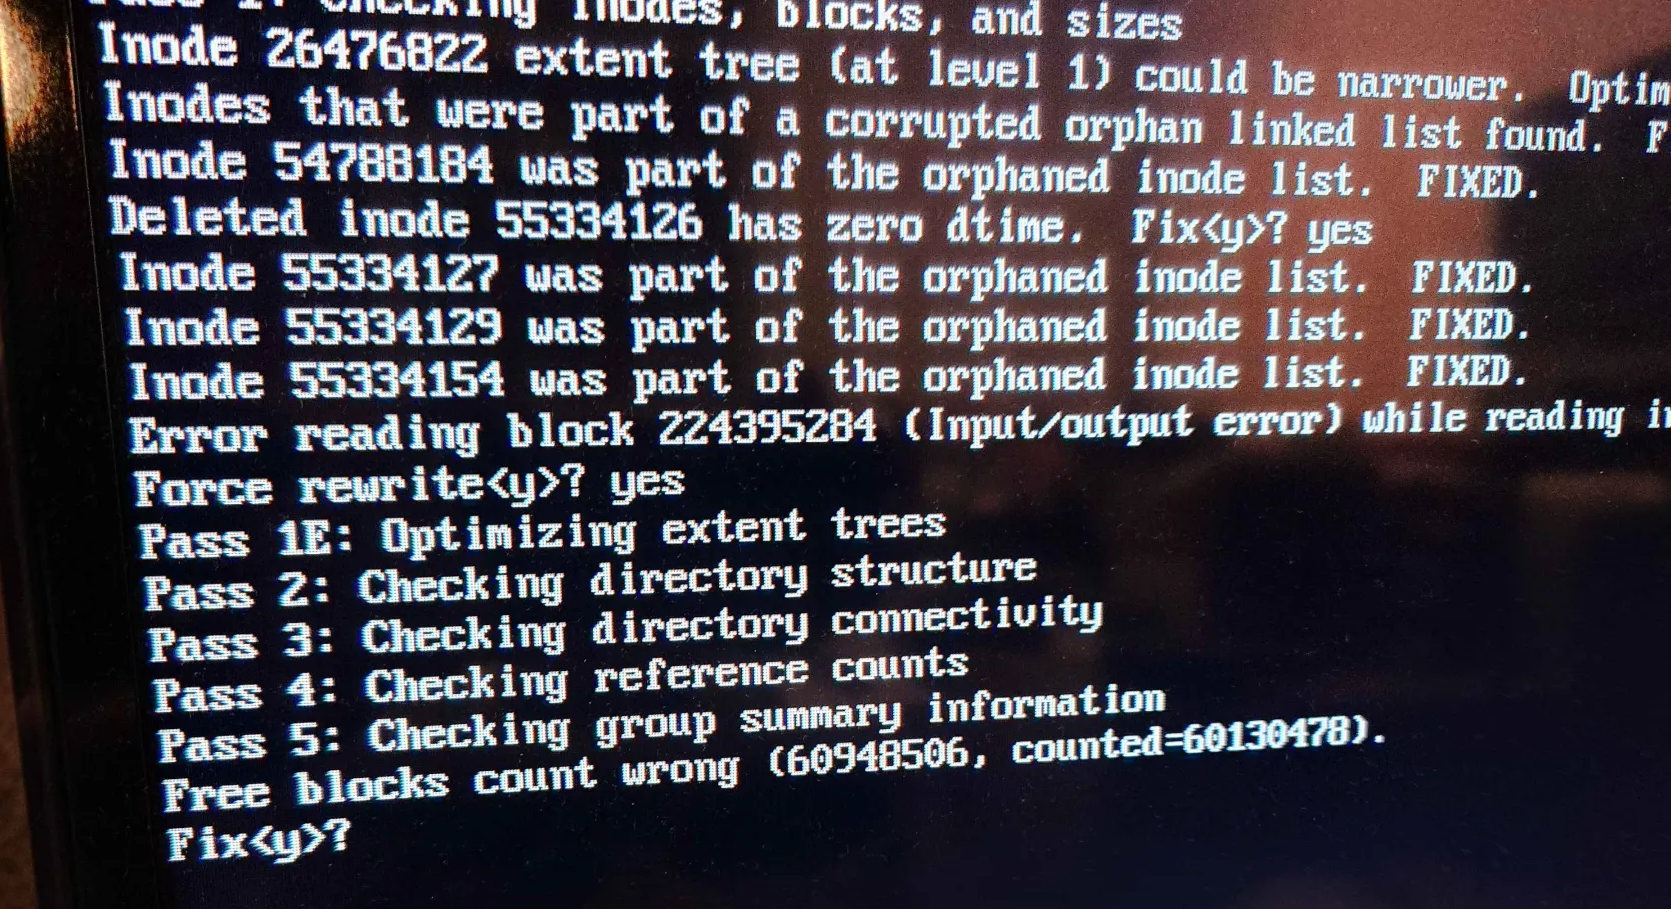 Checking inodes, blocks, and sizes
Inode 26476822 extent tree (at level 1) could be narrower. Optim
Inodes that were part of a corrupted orphan linked list found. F
Inode 54788184 was part of the orphaned inode list. FIXED.
Deleted inode 55334126 has zero dtime. Fix<y>? yes
Inode 55334127 was part of the orphaned inode list. FIXED.
Inode 55334129 was part of the orphaned inode list. FIXED.
Inode 55334154 was part of the orphaned inode list. FIXED.
Error reading block 224395284 (Input/output error) while reading in
Force rewrite<y>? yes
Pass 1E: Optimizing extent trees
Pass 2: Checking directory structure
Pass 3: Checking directory connectivity
Pass 4: Checking reference counts
Pass 5: Checking group summary information
Free blocks count wrong (60948506, counted=60130478).
Fix<y>?